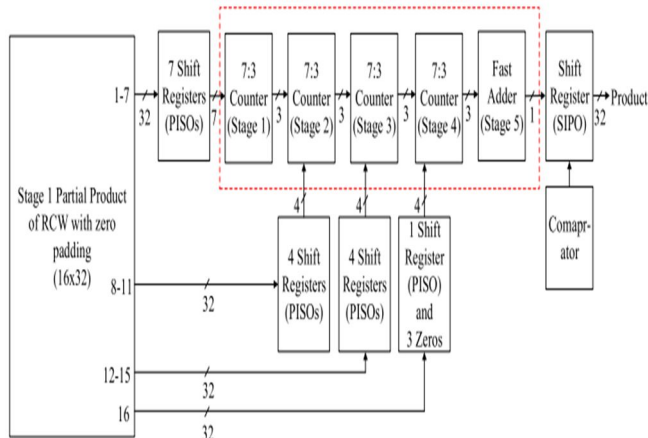 Stage 1 Partial Product
of RCW with zero
padding
(16x32)
1-7
32
7 Shift
Registers
(PISOs)
7
7:3
Counter
(Stage 1)
3
7:3
Counter
(Stage 2)
3
7:3
Counter
(Stage 3)
3
7:3
Counter
(Stage 4)
3
Fast
Adder
(Stage 5)
1
Shift
Register
(SIPO)
32
Product
4
4
4
8-11
32
4 Shift
Registers
(PISOs)
4 Shift
Registers
(PISOs)
1 Shift
Register
(PISO)
and
3 Zeros
Comapr-
ator
12-15
32
16
32